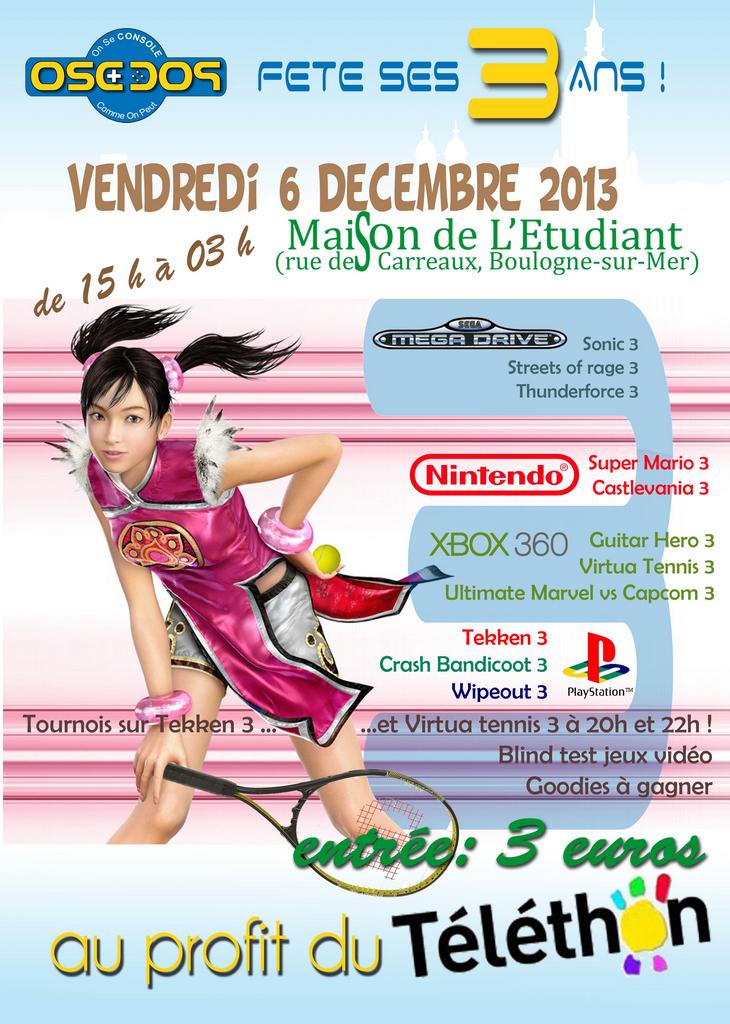 On Se CONSOLE
OSCDOP
Comme On Peut
FETE SES 3 ANS !
VENDREDi 6 DECEMBRE 2013
de 15 h à 03 h
MaiSon de L'Etudiant
(rue deS Carreaux, Boulogne-sur-Mer)
SEGA
MEGA DRIVE
Sonic 3
Streets of rage 3
Thunderforce 3
Nintendo®
Super Mario 3
Castlevania 3
XBOX 360
Guitar Hero 3
Virtua Tennis 3
Ultimate Marvel vs Capcom 3
Tekken 3
Crash Bandicoot 3
Wipeout 3
PlayStation™
Tournois sur Tekken 3 ... ...et Virtua tennis 3 à 20h et 22h !
Blind test jeux vidéo
Goodies à gagner
entrée: 3 euros
au profit du Téléthon